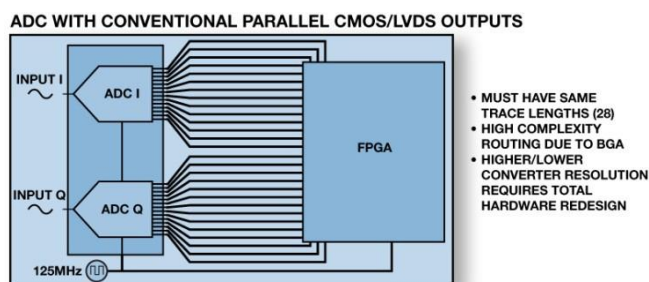 ADC WITH CONVENTIONAL PARALLEL CMOS/LVDS OUTPUTS
INPUT I
ADC I
INPUT Q
ADC Q
125MHz
FPGA
• MUST HAVE SAME
TRACE LENGTHS (28)
• HIGH COMPLEXITY
ROUTING DUE TO BGA
• HIGHER/LOWER
CONVERTER RESOLUTION
REQUIRES TOTAL
HARDWARE REDESIGN